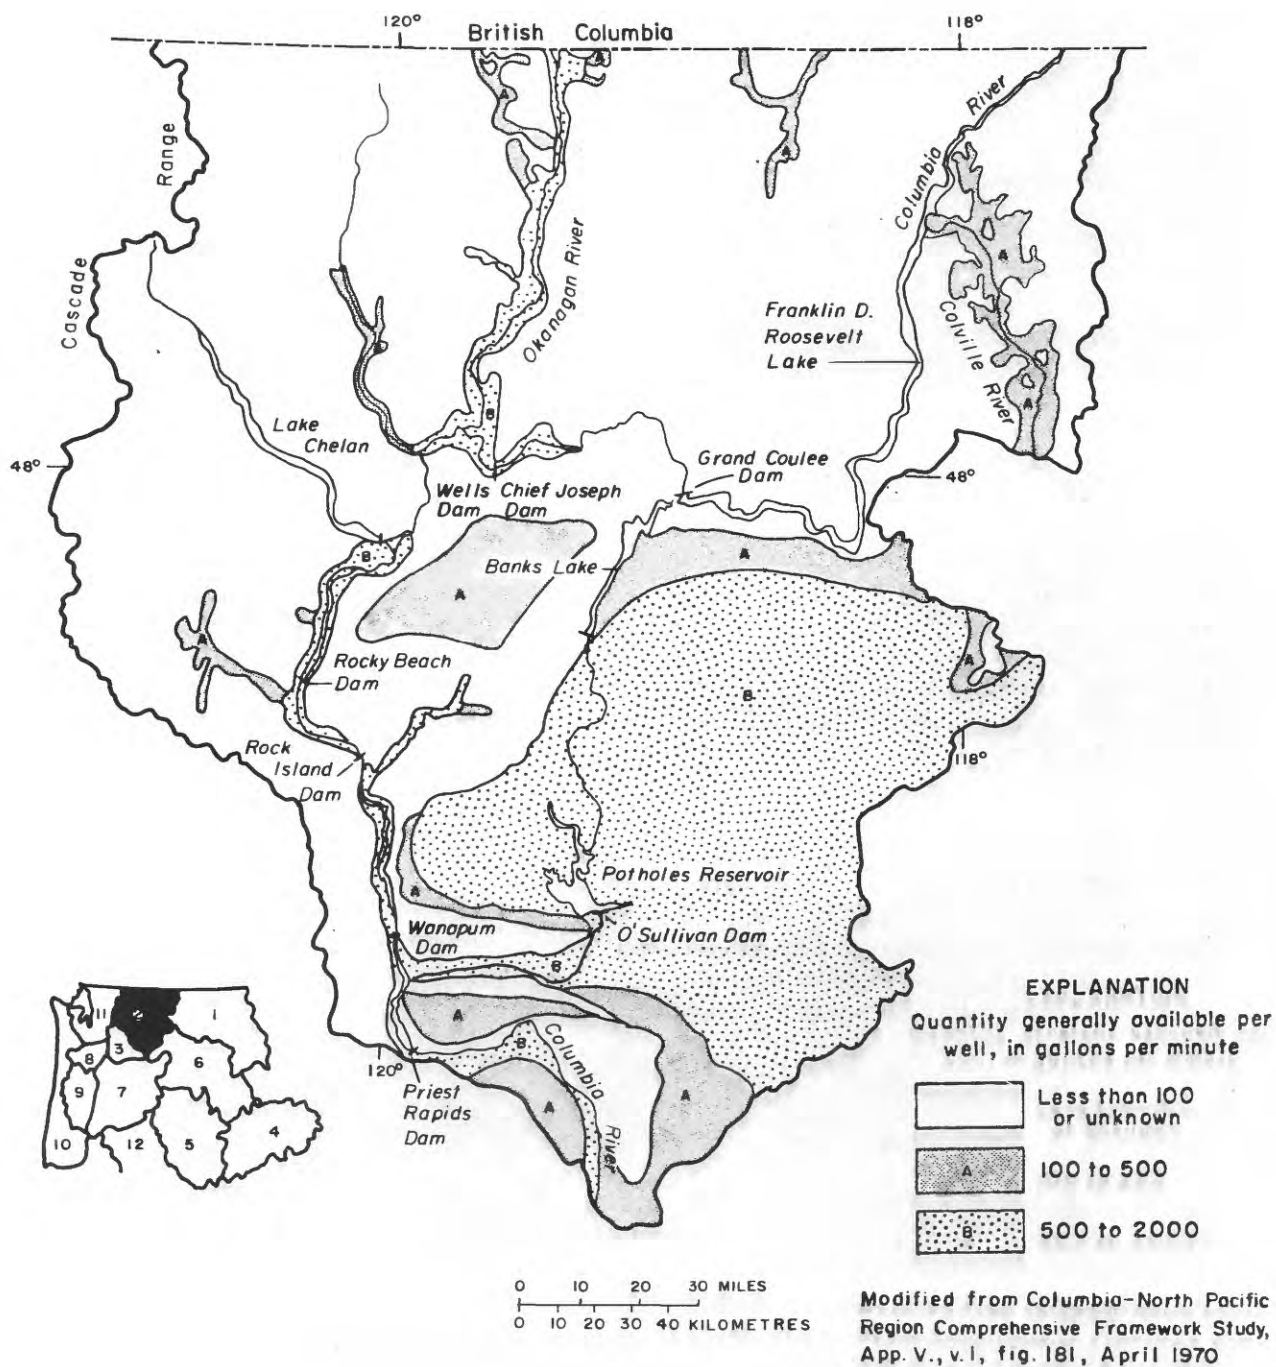 120°
118°
British Columbia
A
A
A
Range
Columbia River
Cascade
Okanagan River
A
Franklin D.
Roosevelt
Lake
Colville River
A
B
Lake
Chelan
48°
48°
Grand Coulee
Dam
Wells
Dam
Chief Joseph
Dam
B
Banks Lake
A
A
A
A
Rocky Beach
Dam
B
Rock
Island
Dam
118°
A
Potholes Reservoir
Wanapum
Dam
O'Sullivan Dam
B
A
B
Columbia
River
A
A
120°
Priest
Rapids
Dam
11
2
1
8
3
6
9
7
10
12
5
4
EXPLANATION
Quantity generally available per
well, in gallons per minute
Less than 100
or unknown
A
100 to 500
B
500 to 2000
0 10 20 30 MILES
0 10 20 30 40 KILOMETRES
Modified from Columbia-North Pacific
Region Comprehensive Framework Study,
App. V., v. 1, fig. 181, April 1970